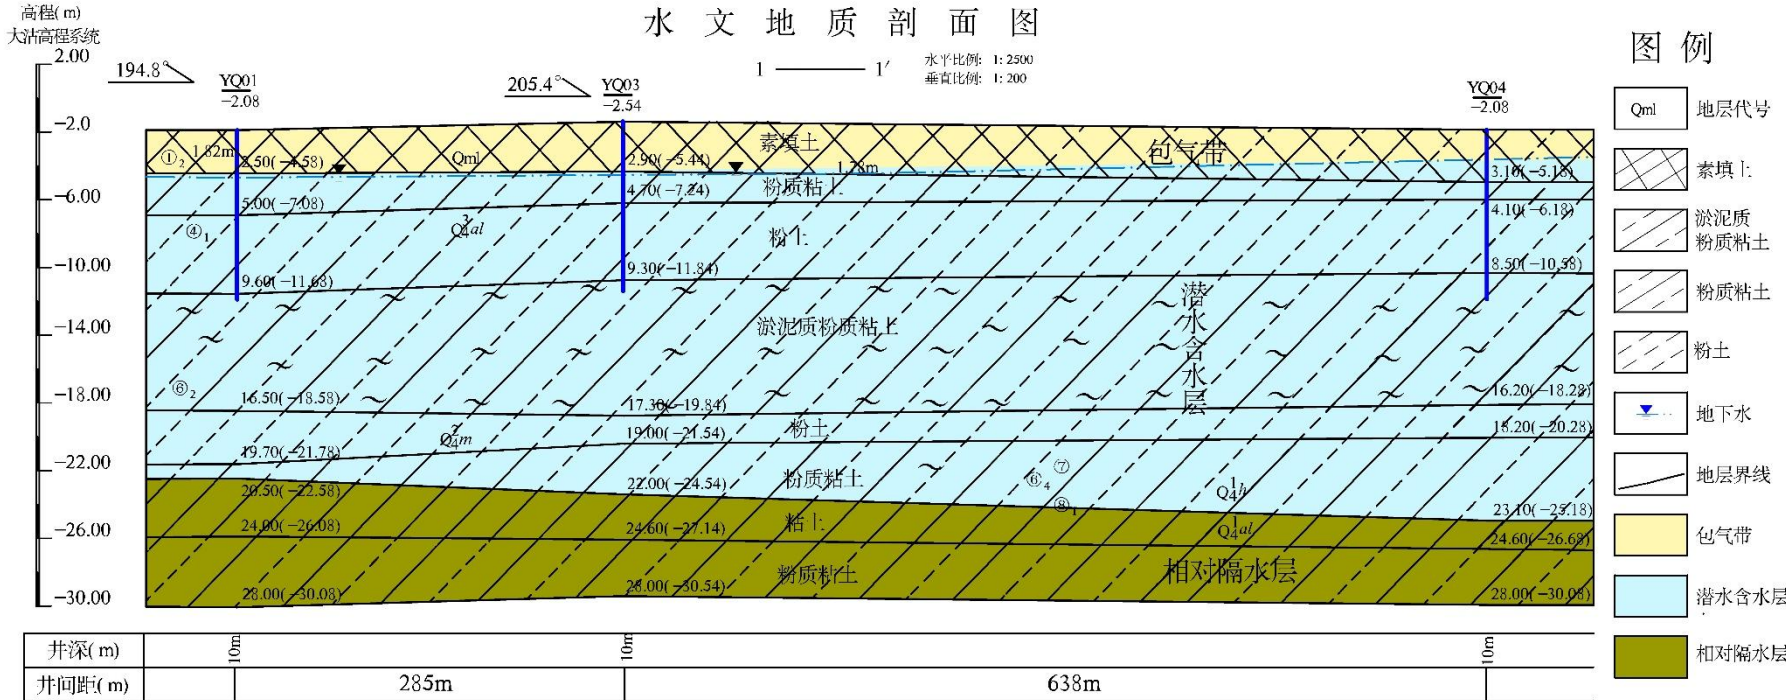 高程(m)
大沽高程系统
水文地质剖面图
1 1′
水平比例: 1: 2500
垂直比例: 1: 200
194.8°
YQ01
−2.08
205.4°
YQ03
−2.54
YQ04
−2.08
2.00
−2.0
−6.00
−10.00
−14.00
−18.00
−22.00
−26.00
−30.00
①2
1.82m
2.50(−4.58)
Qml
2.90(−5.44)
素填土
1.78m
包气带
3.10(−5.18)
5.00(−7.08)
4.70(−7.24)
粉质粘土
4.10(−6.18)
④1
Q34al
粉土
9.60(−11.68)
9.30(−11.84)
8.50(−10.58)
淤泥质粉质粘土
潜水含水层
⑥2
16.50(−18.58)
17.30(−19.84)
16.20(−18.28)
粉土
Q24m
19.70(−21.78)
19.00(−21.54)
18.20(−20.28)
粉质粘土
⑥4
⑦
⑧1
Q14h
20.50(−22.58)
22.00(−24.54)
23.10(−25.18)
粘土
Q14al
24.00(−26.08)
24.60(−27.14)
24.60(−26.68)
粉质粘土
相对隔水层
28.00(−30.08)
28.00(−30.54)
28.00(−30.08)
井深(m)
10m
10m
10m
井间距(m)
285m
638m
图例
Qml 地层代号
素填土
淤泥质
粉质粘土
粉质粘土
粉土
地下水
地层界线
包气带
潜水含水层
相对隔水层